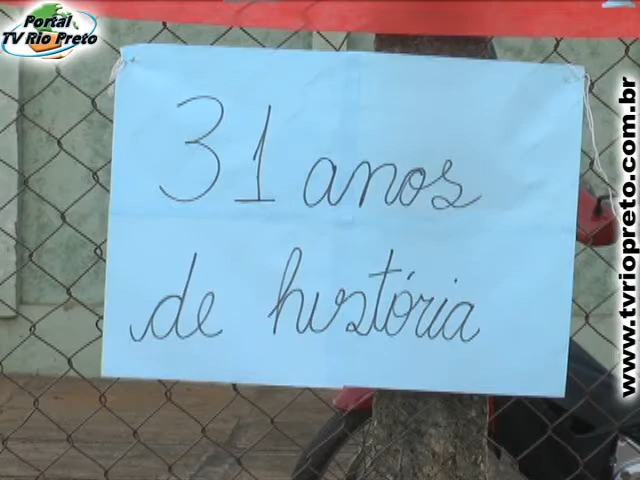 Portal
TV Rio Preto
31 anos
de história
www.tvriopreto.com.br